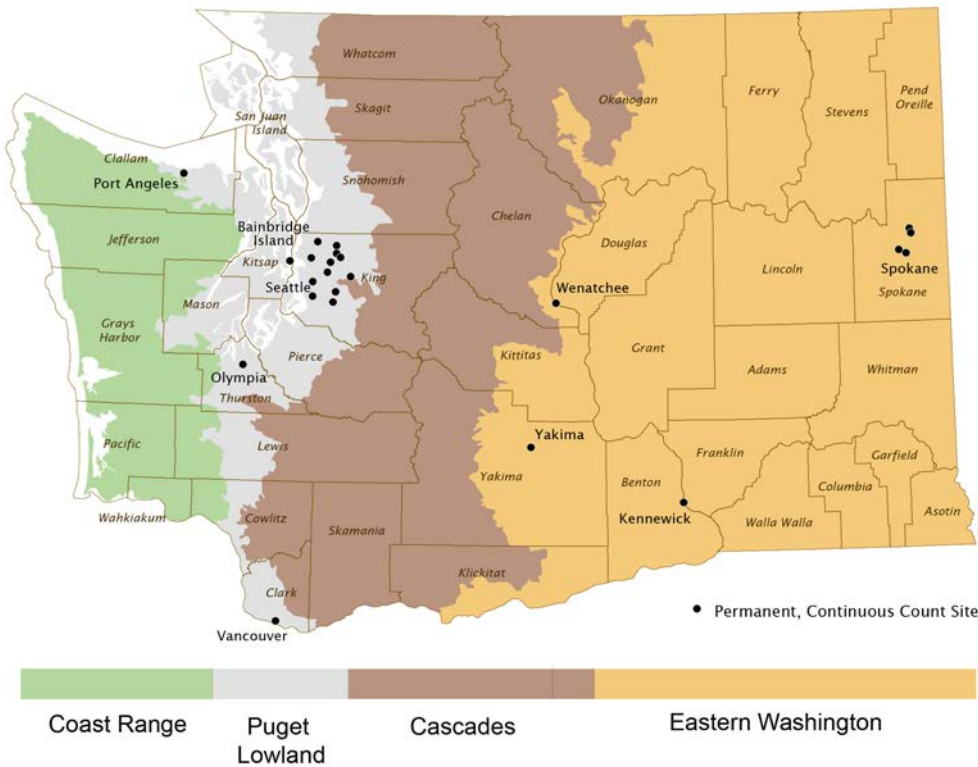 Whatcom
Okanogan
Ferry
Stevens
Pend
Oreille
San Juan
Island
Skagit
Clallam
Port Angeles
Snohomish
Chelan
Bainbridge
Island
Jefferson
Kitsap
Douglas
Lincoln
Spokane
Spokane
King
Seattle
Wenatchee
Mason
Grays
Harbor
Pierce
Kittitas
Grant
Adams
Whitman
Olympia
Thurston
Pacific
Lewis
Yakima
Yakima
Franklin
Garfield
Benton
Columbia
Wahkiakum
Cowlitz
Skamania
Kennewick
Walla Walla
Asotin
Klickitat
Clark
Vancouver
Permanent, Continuous Count Site
Coast Range
Puget
Lowland
Cascades
Eastern Washington